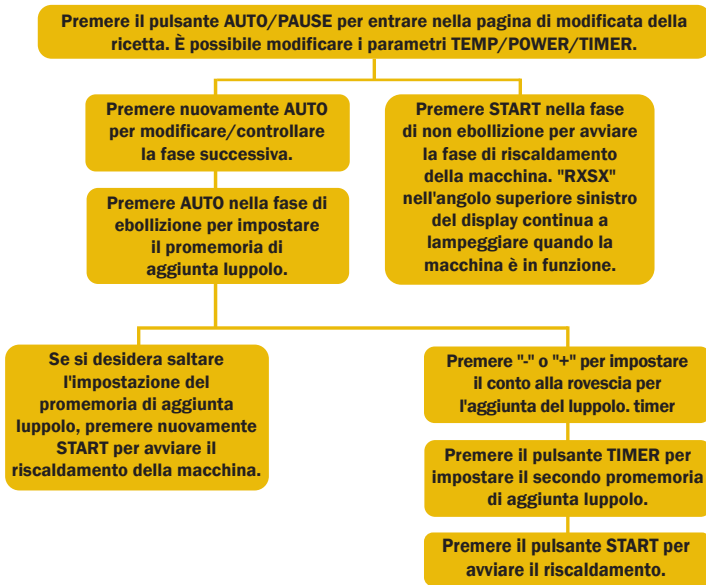 Premere il pulsante AUTO/PAUSE per entrare nella pagina di modificata della
ricetta. È possibile modificare i parametri TEMP/POWER/TIMER.
Premere nuovamente AUTO
per modificare/controllare
la fase successiva.
Premere AUTO nella fase di
ebollizione per impostare
il promemoria di
aggiunta luppolo.
Premere START nella fase
di non ebollizione per avviare
la fase di riscaldamento
della macchina. "RXSX"
nell'angolo superiore sinistro
del display continua a
lampeggiare quando la
macchina è in funzione.
Se si desidera saltare
l'impostazione del
promemoria di aggiunta
luppolo, premere nuovamente
START per avviare il
riscaldamento della macchina.
Premere "-" o "+" per impostare
il conto alla rovescia per
l'aggiunta del luppolo. timer
Premere il pulsante TIMER per
impostare il secondo promemoria
di aggiunta luppolo.
Premere il pulsante START per
avviare il riscaldamento.